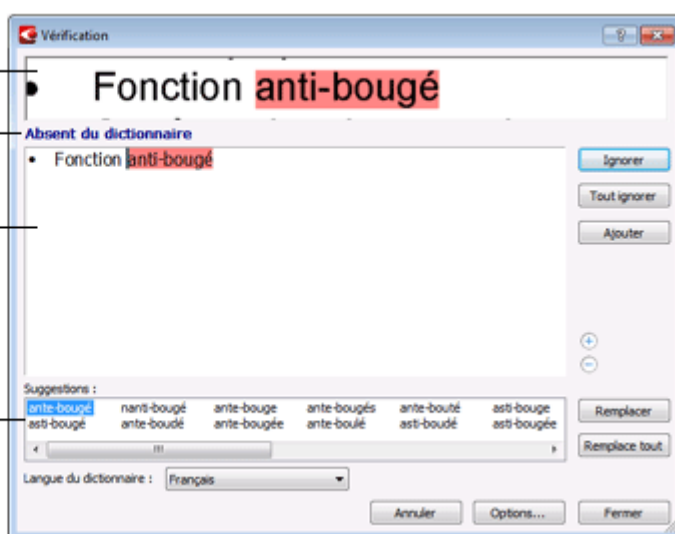 Vérification
• Fonction anti-bougé
Absent du dictionnaire
• Fonction anti-bougé
Ignorer
Tout ignorer
Ajouter
Suggestions :
ante-bougé nanti-bougé ante-bouge ante-bougés ante-bouté asti-bouge
asti-bougé ante-boudé ante-bougée ante-boulé asti-boudé asti-bougée
Remplacer
Remplace tout
Langue du dictionnaire : Français
Annuler Options... Fermer